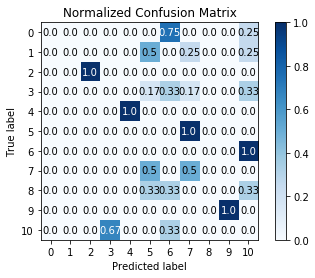 Normalized Confusion Matrix
0 0.0 0.0 0.0 0.0 0.0 0.0 0.75 0.0 0.0 0.0 0.25
1 0.0 0.0 0.0 0.0 0.0 0.5 0.0 0.25 0.0 0.0 0.25
2 0.0 0.0 1.0 0.0 0.0 0.0 0.0 0.0 0.0 0.0 0.0
3 0.0 0.0 0.0 0.0 0.0 0.17 0.33 0.17 0.0 0.0 0.33
4 0.0 0.0 0.0 0.0 1.0 0.0 0.0 0.0 0.0 0.0 0.0
5 0.0 0.0 0.0 0.0 0.0 0.0 0.0 1.0 0.0 0.0 0.0
6 0.0 0.0 0.0 0.0 0.0 0.0 0.0 0.0 0.0 0.0 1.0
7 0.0 0.0 0.0 0.0 0.0 0.5 0.0 0.5 0.0 0.0 0.0
8 0.0 0.0 0.0 0.0 0.0 0.33 0.33 0.0 0.0 0.0 0.33
9 0.0 0.0 0.0 0.0 0.0 0.0 0.0 0.0 0.0 1.0 0.0
10 0.0 0.0 0.0 0.67 0.0 0.0 0.33 0.0 0.0 0.0 0.0
0 1 2 3 4 5 6 7 8 9 10
True label
Predicted label
1.0
0.8
0.6
0.4
0.2
0.0